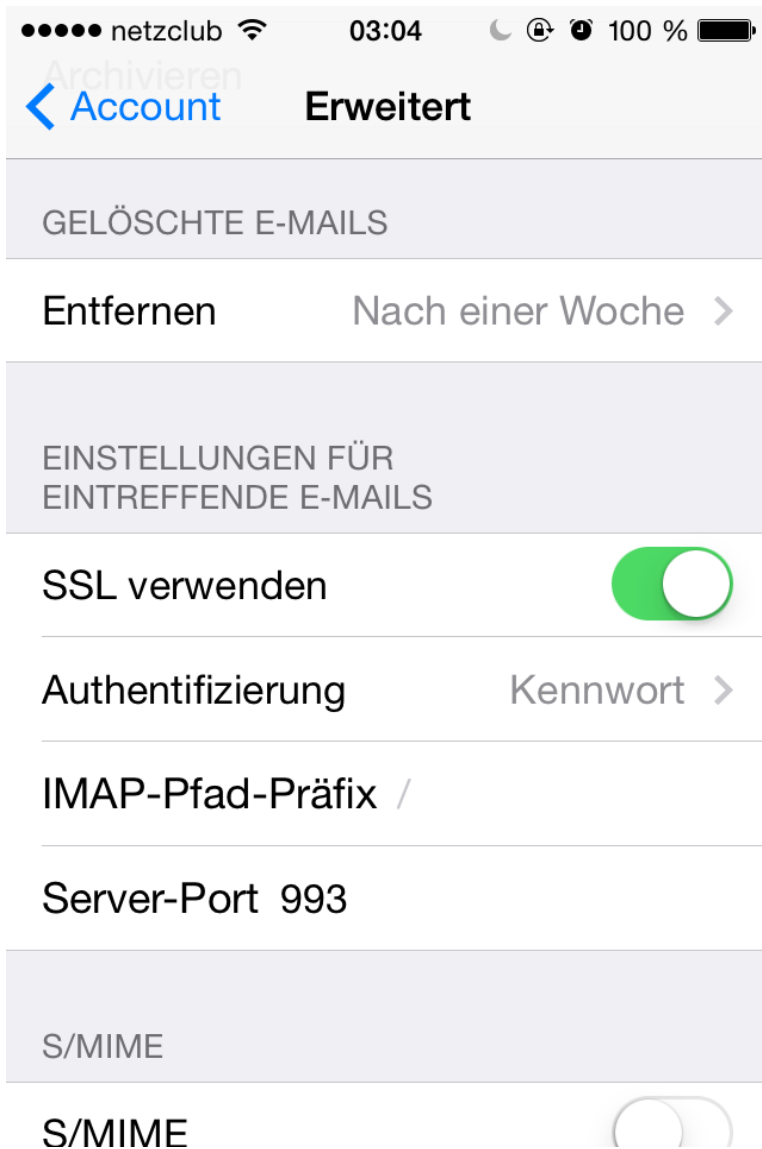 netzclub 03:04 100 %
Archivieren
Account Erweitert
GELÖSCHTE E-MAILS
Entfernen Nach einer Woche
EINSTELLUNGEN FÜR
EINTREFFENDE E-MAILS
SSL verwenden
Authentifizierung Kennwort
IMAP-Pfad-Präfix /
Server-Port 993
S/MIME
S/MIME